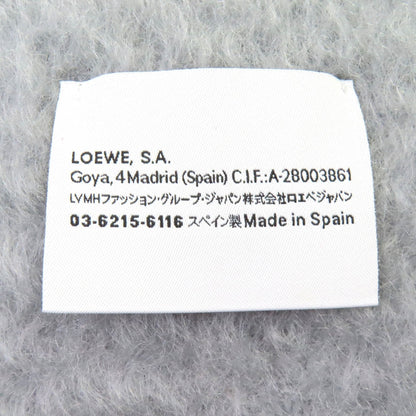 LOEWE, S.A.
Goya, 4 Madrid (Spain) C.I.F.:A-28003861
LVMHファッション・グループ・ジャパン株式会社ロエベジャパン
03-6215-6116 スペイン製 Made in Spain